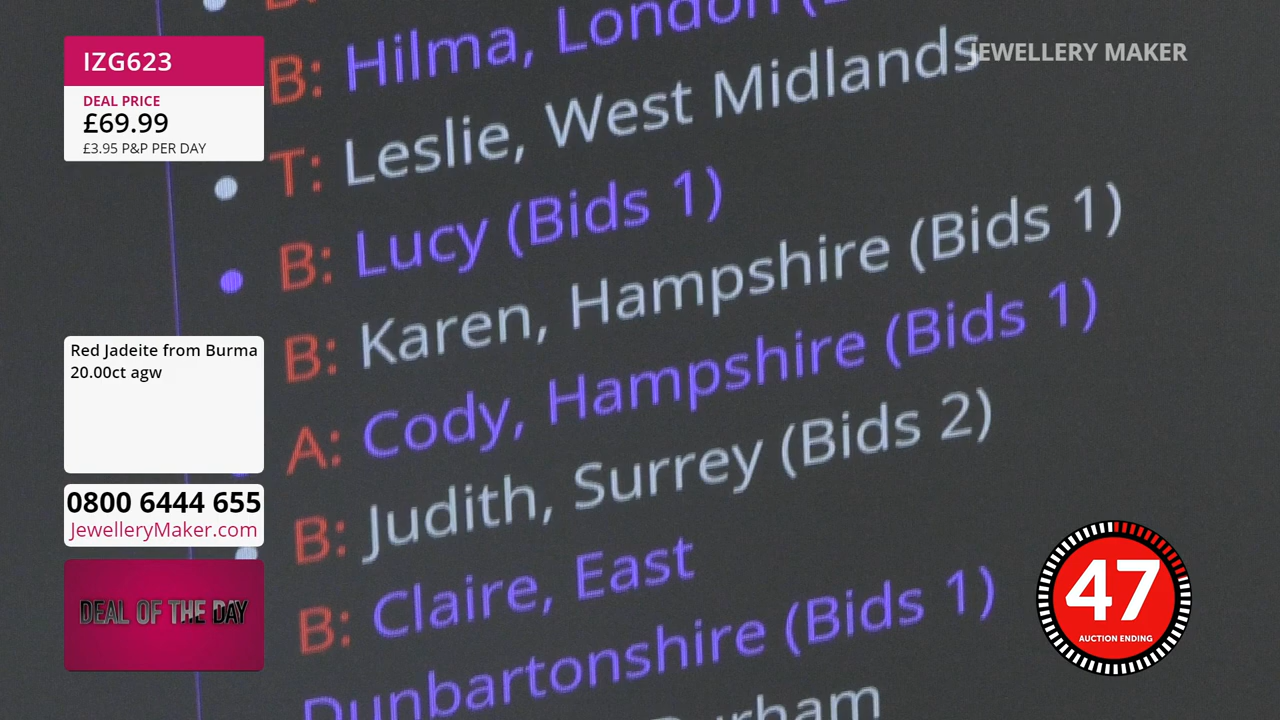 IZG623
DEAL PRICE
£69.99
£3.95 P&P PER DAY
JEWELLERY MAKER
B: Hilma, London
T: Leslie, West Midlands
B: Lucy (Bids 1)
B: Karen, Hampshire (Bids 1)
A: Cody, Hampshire (Bids 1)
B: Judith, Surrey (Bids 2)
B: Claire, East
Dunbartonshire (Bids 1)
Red Jadeite from Burma
20.00ct agw
0800 6444 655
JewelleryMaker.com
DEAL OF THE DAY
47
AUCTION ENDING